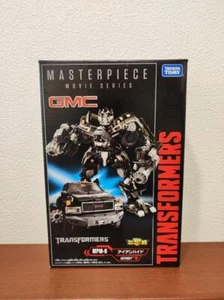 MASTERPIECE
MOVIE SERIES
TAKARA
TOMY
GMC
TRANSFORMERS
TRANSFORMERS
MPM-6
アイアンハイド